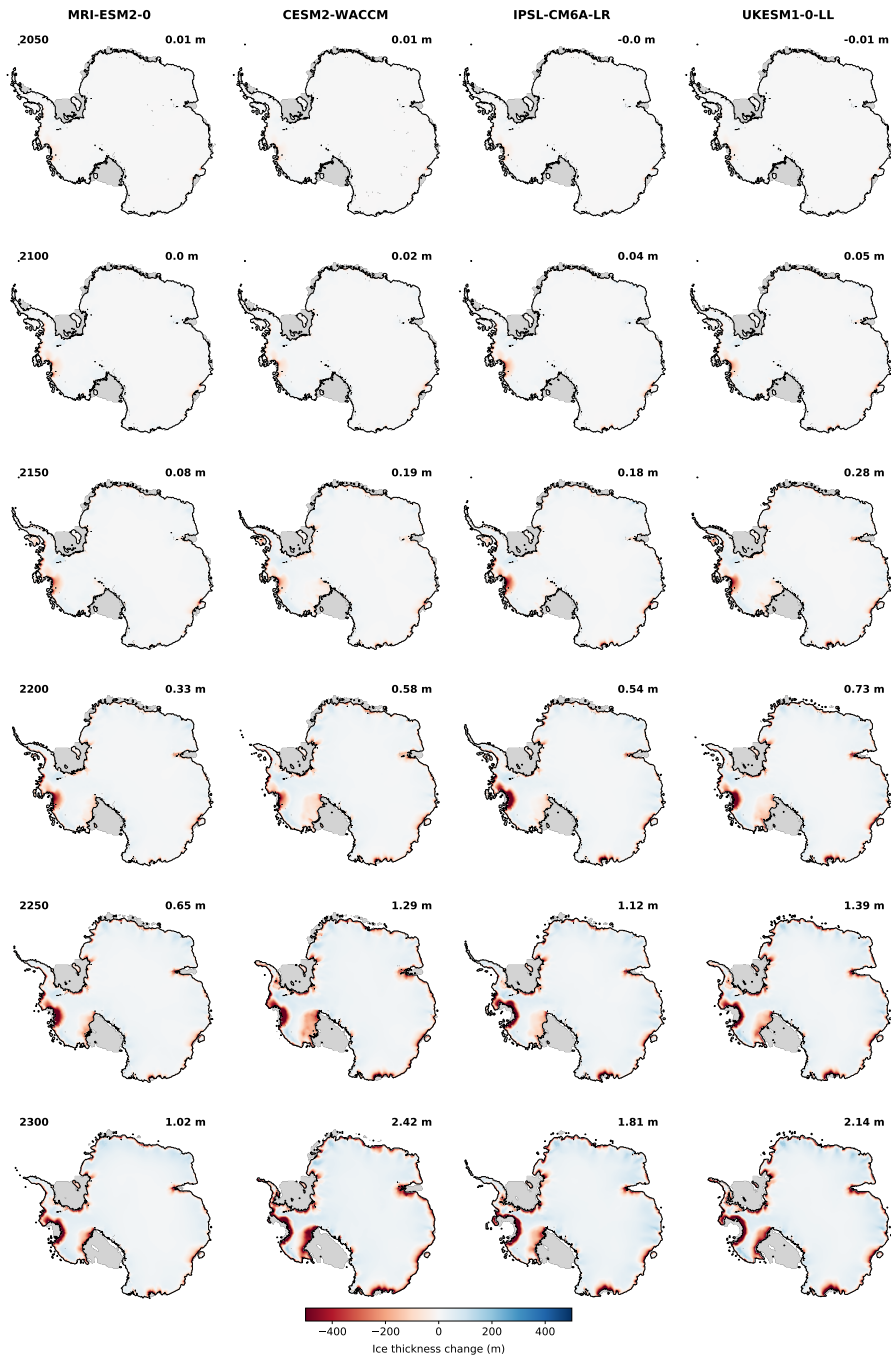 MRI-ESM2-0 CESM2-WACCM IPSL-CM6A-LR UKESM1-0-LL
2050 0.01 m 0.01 m -0.0 m -0.01 m
2100 0.0 m 0.02 m 0.04 m 0.05 m
2150 0.08 m 0.19 m 0.18 m 0.28 m
2200 0.33 m 0.58 m 0.54 m 0.73 m
2250 0.65 m 1.29 m 1.12 m 1.39 m
2300 1.02 m 2.42 m 1.81 m 2.14 m
−400 −200 0 200 400
Ice thickness change (m)